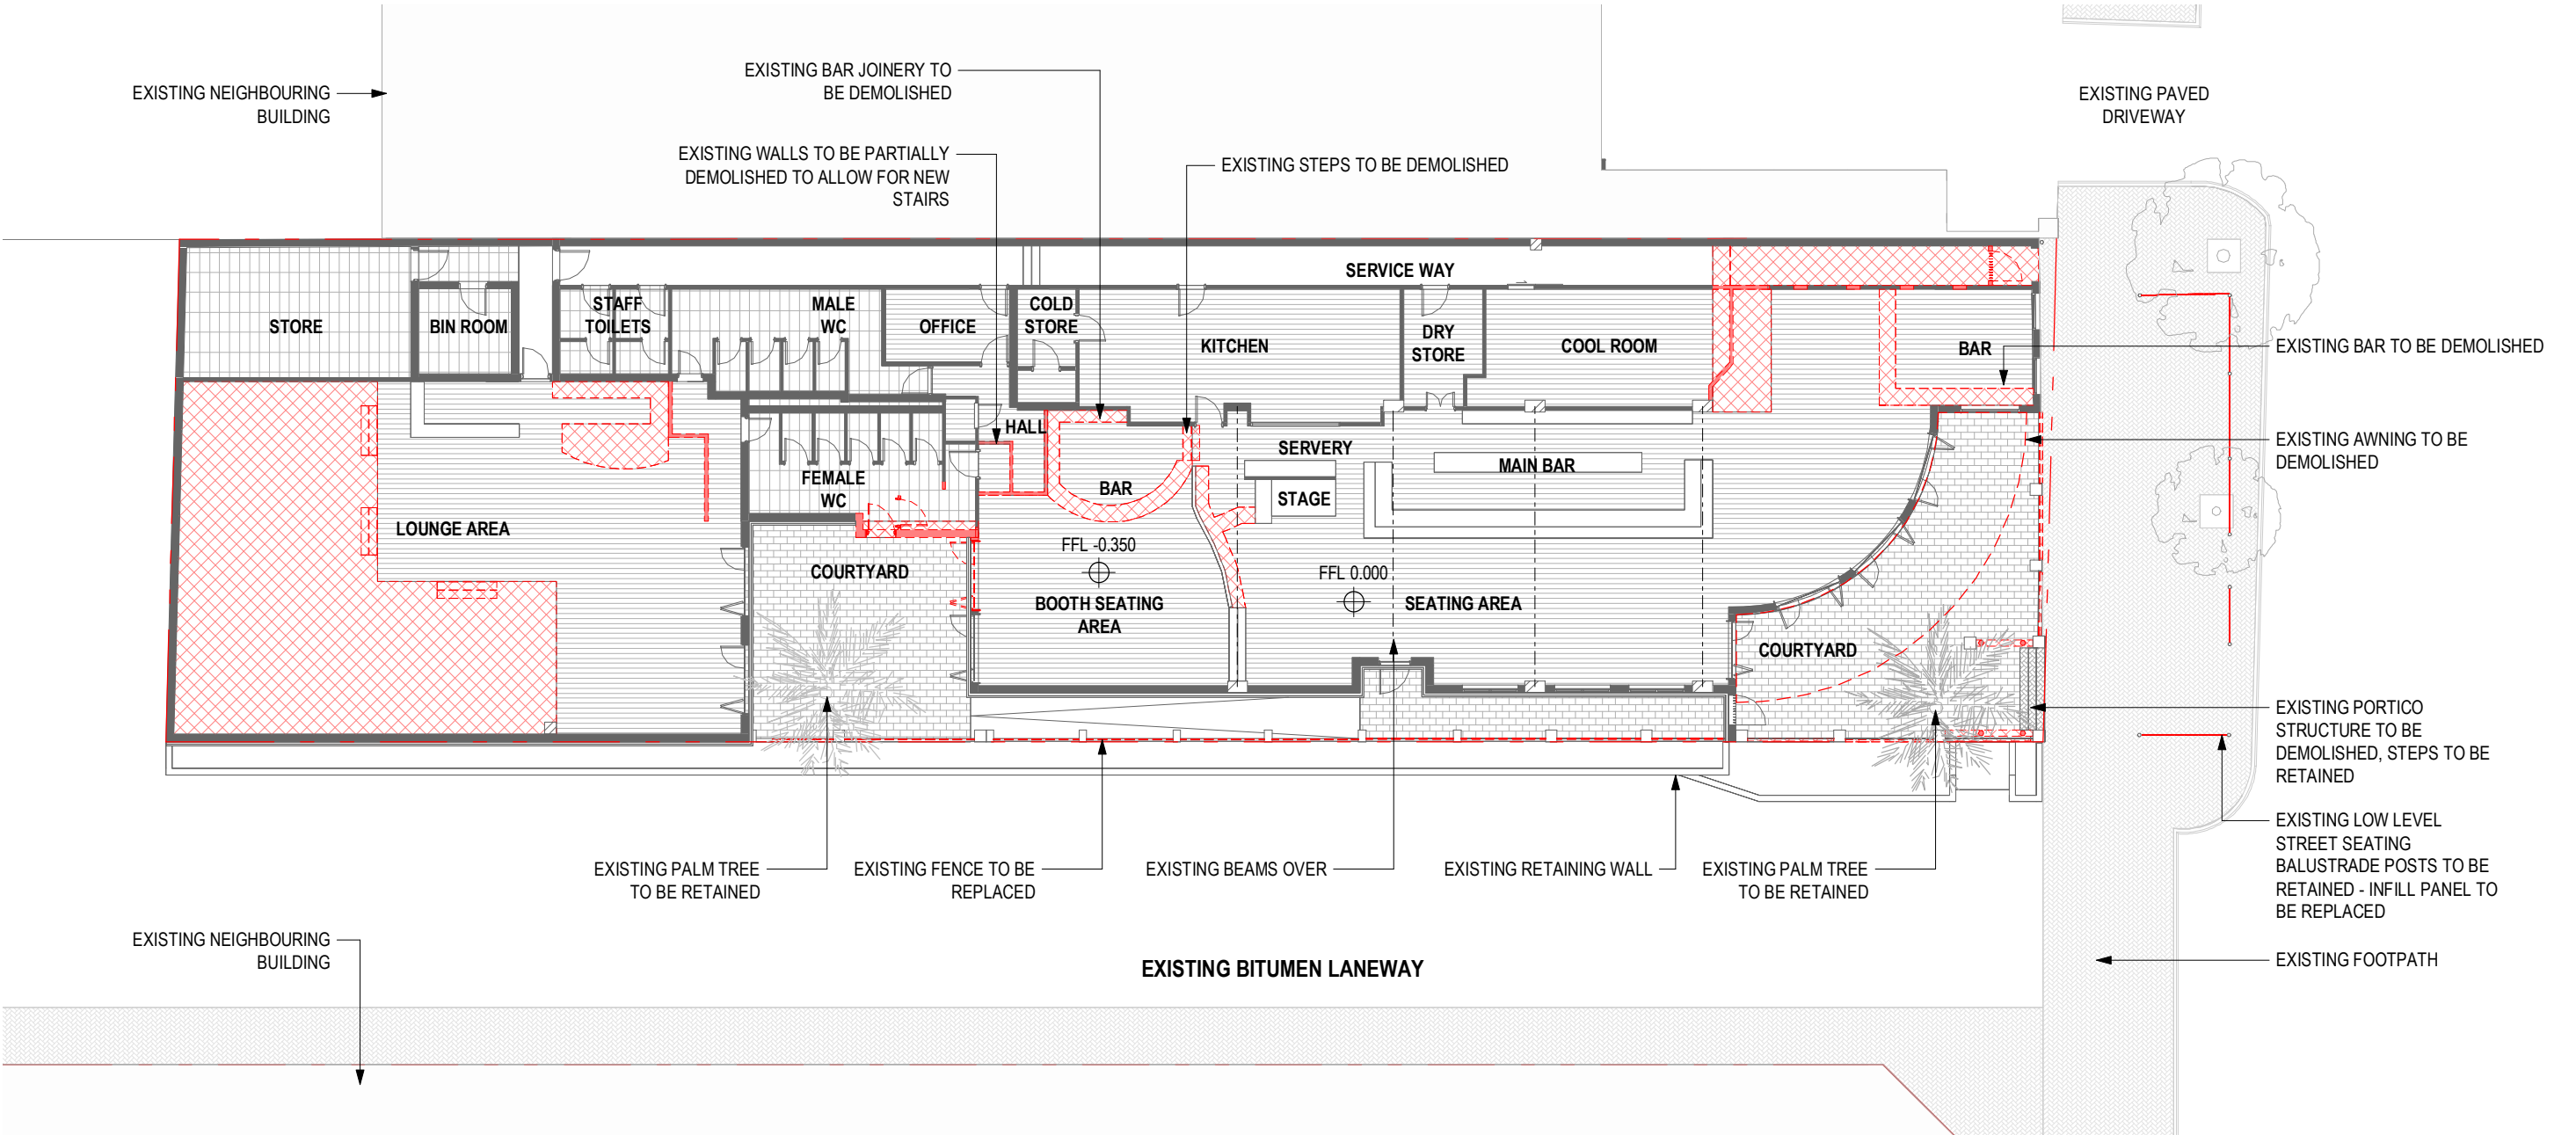 EXISTING NEIGHBOURING
BUILDING
EXISTING BAR JOINERY TO
BE DEMOLISHED
EXISTING WALLS TO BE PARTIALLY
DEMOLISHED TO ALLOW FOR NEW
STAIRS
EXISTING STEPS TO BE DEMOLISHED
EXISTING PAVED
DRIVEWAY
SERVICE WAY
STORE
BIN ROOM
STAFF
TOILETS
MALE
WC
OFFICE
COLD
STORE
KITCHEN
DRY
STORE
COOL ROOM
BAR
EXISTING BAR TO BE DEMOLISHED
HALL
SERVERY
MAIN BAR
EXISTING AWNING TO BE
DEMOLISHED
FEMALE
WC
BAR
STAGE
LOUNGE AREA
FFL -0.350
COURTYARD
FFL 0.000
BOOTH SEATING
AREA
SEATING AREA
COURTYARD
EXISTING PORTICO
STRUCTURE TO BE
DEMOLISHED, STEPS TO BE
RETAINED
EXISTING LOW LEVEL
STREET SEATING
BALUSTRADE POSTS TO BE
RETAINED - INFILL PANEL TO
BE REPLACED
EXISTING PALM TREE
TO BE RETAINED
EXISTING FENCE TO BE
REPLACED
EXISTING BEAMS OVER
EXISTING RETAINING WALL
EXISTING PALM TREE
TO BE RETAINED
EXISTING NEIGHBOURING
BUILDING
EXISTING BITUMEN LANEWAY
EXISTING FOOTPATH